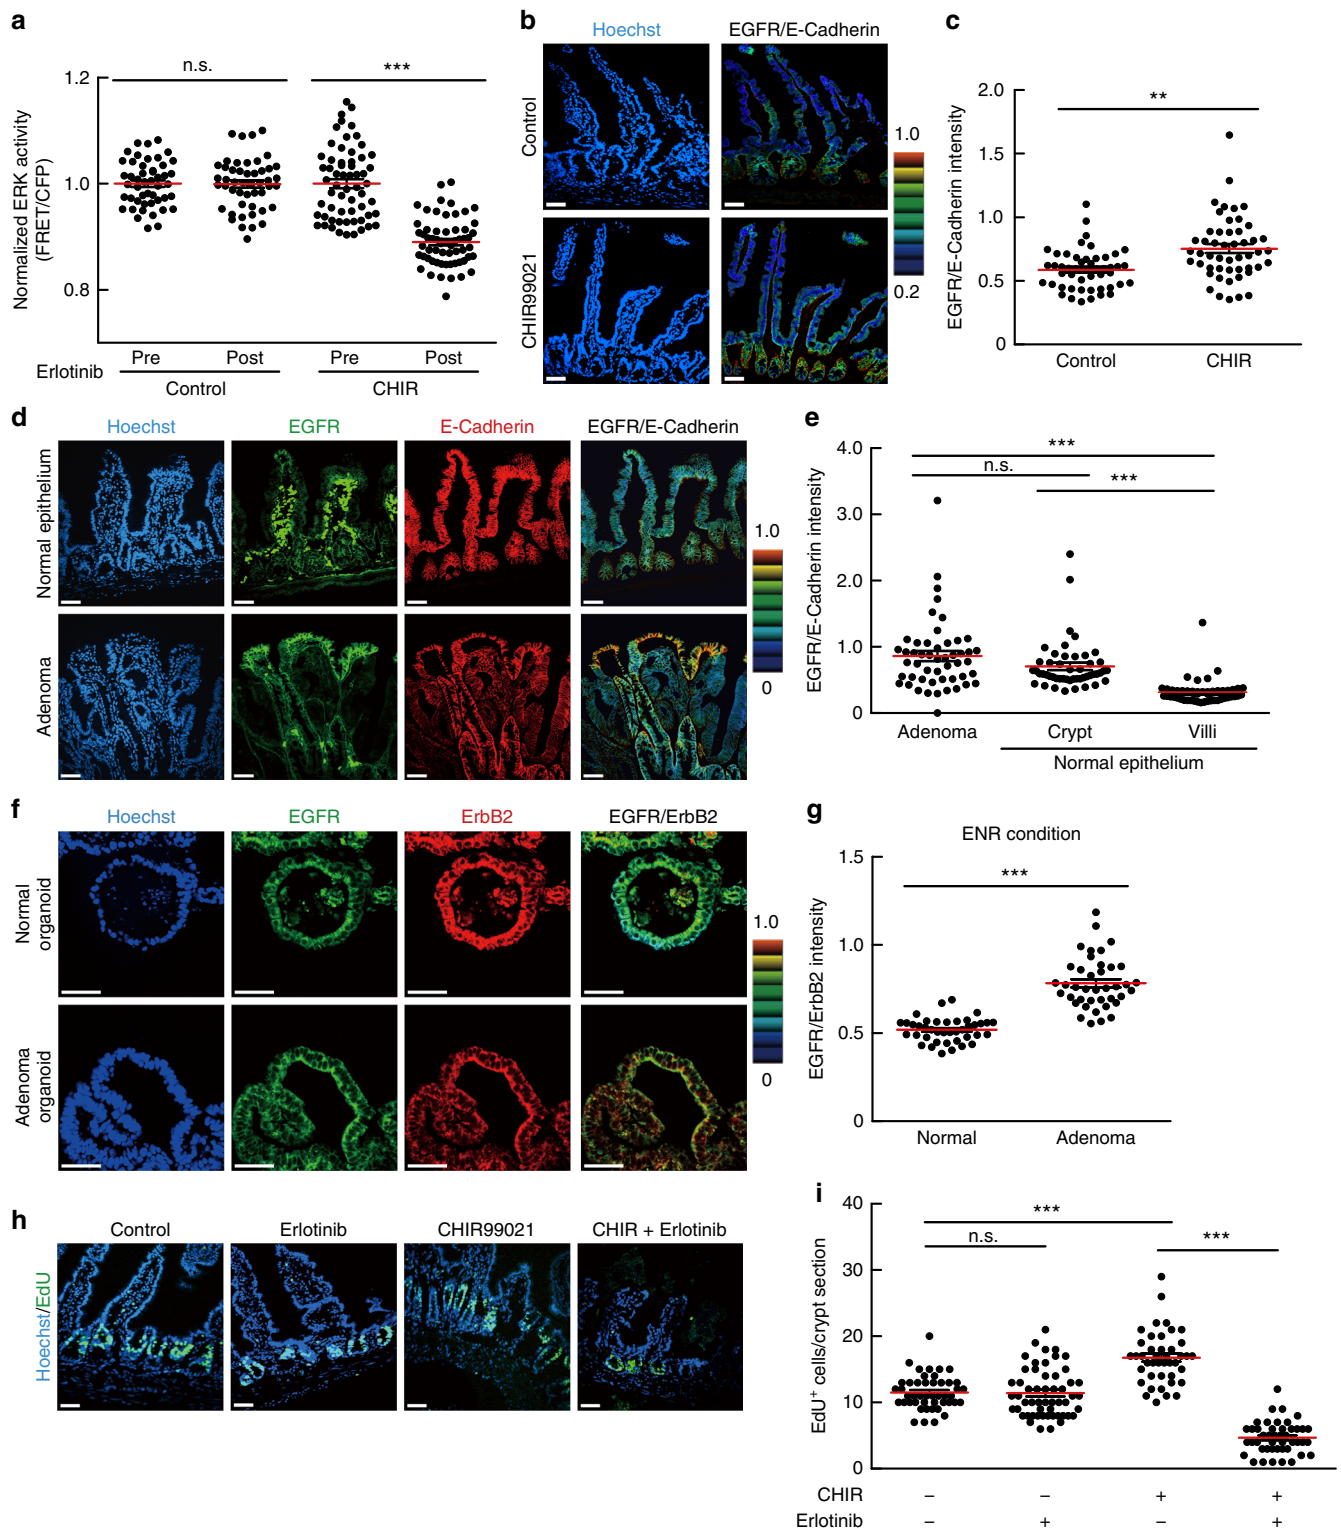 a
n.s.
***
1.2
1.0
0.8
Normalized ERK activity
(FRET/CFP)
Pre
Post
Pre
Post
Erlotinib
Control
CHIR
b
Hoechst
EGFR/E-Cadherin
Control
CHIR99021
1.0
0.2
c
**
2.0
1.5
1.0
0.5
0
EGFR/E-Cadherin intensity
Control
CHIR
d
Hoechst
EGFR
E-Cadherin
EGFR/E-Cadherin
Normal epithelium
Adenoma
1.0
0
e
***
n.s.
***
4.0
3.0
2.0
1.0
0
EGFR/E-Cadherin intensity
Adenoma
Crypt
Villi
Normal epithelium
f
Hoechst
EGFR
ErbB2
EGFR/ErbB2
Normal
organoid
Adenoma
organoid
1.0
0
g
ENR condition
***
1.5
1.0
0.5
0
EGFR/ErbB2 intensity
Normal
Adenoma
h
Control
Erlotinib
CHIR99021
CHIR + Erlotinib
Hoechst/EdU
i
***
n.s.
***
40
30
20
10
0
EdU⁺ cells/crypt section
CHIR – – + +
Erlotinib – + – +